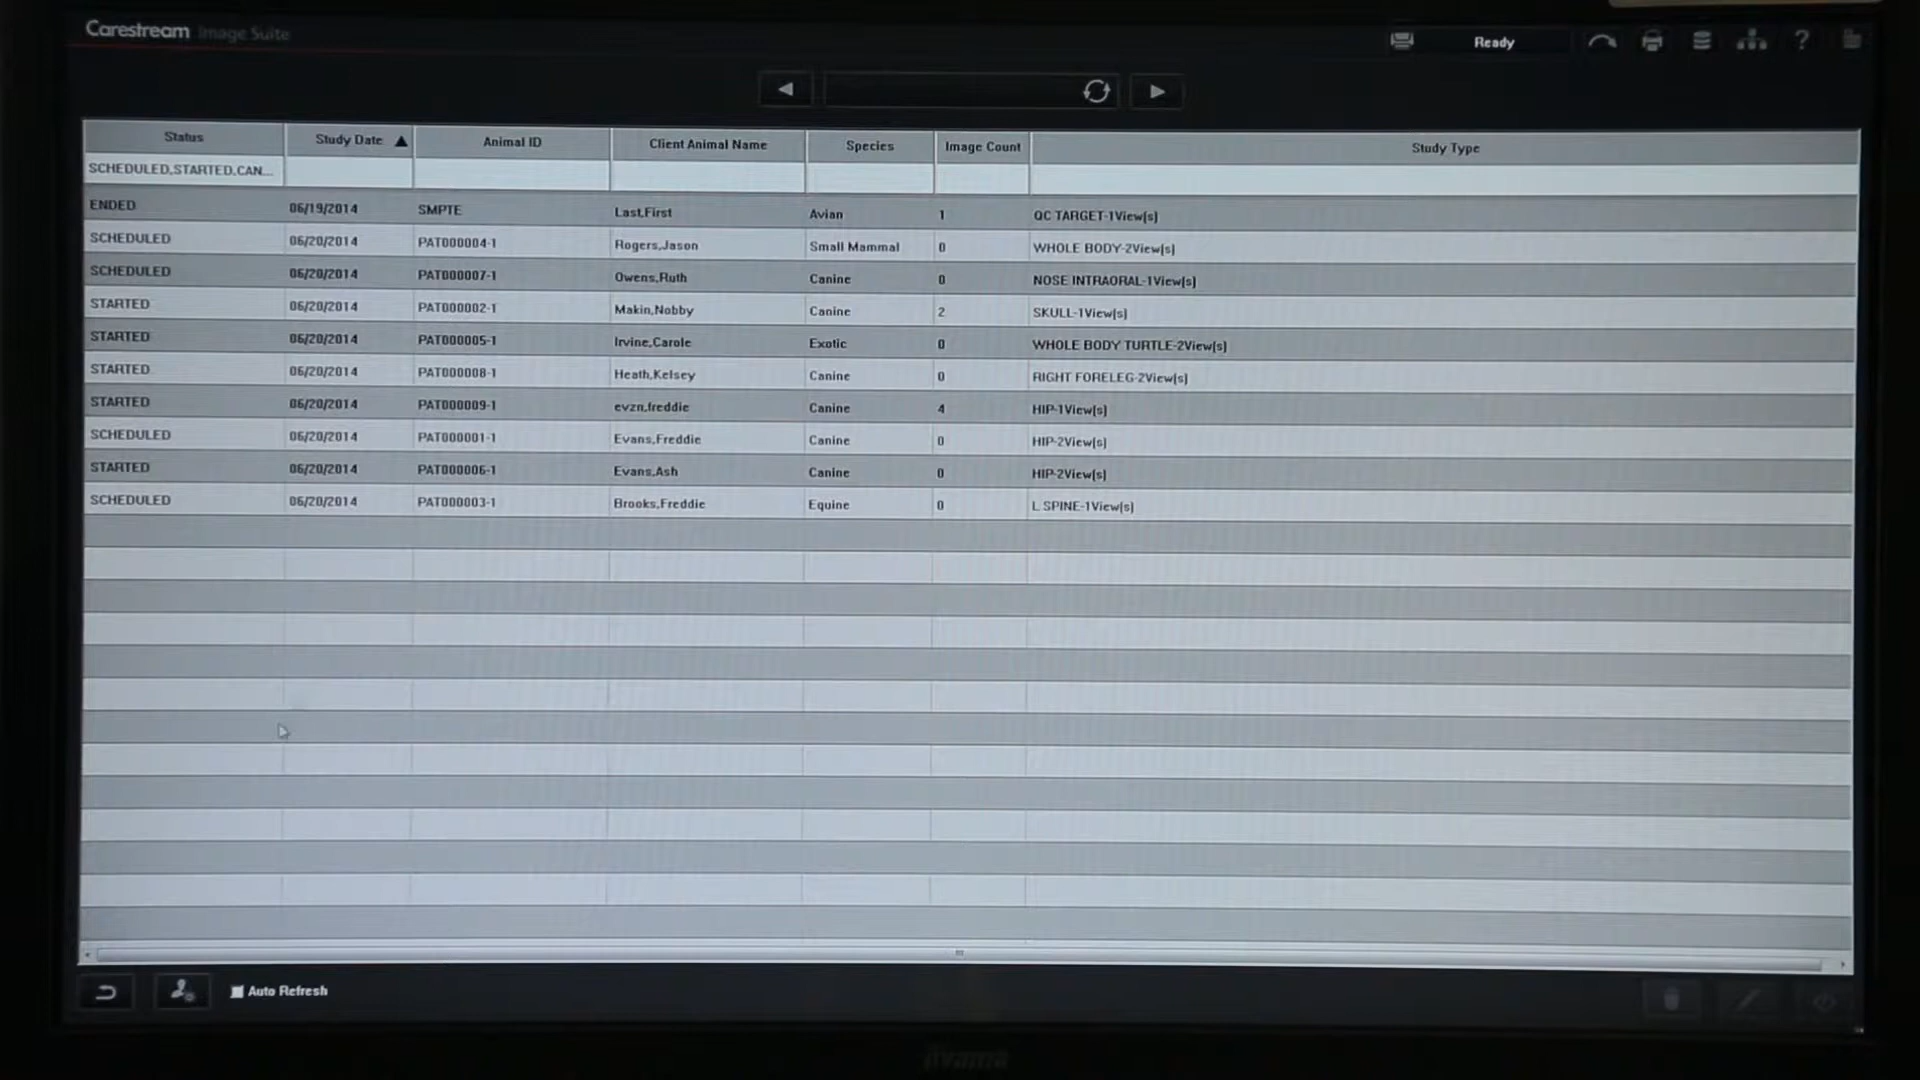 Carestream Image Suite
Ready
?
Status Study Date Animal ID Client Animal Name Species Image Count Study Type
SCHEDULED,STARTED,CAN...
ENDED 06/19/2014 SMPTE Last,First Avian 1 QC TARGET-1View(s)
SCHEDULED 06/20/2014 PAT000004-1 Rogers,Jason Small Mammal 0 WHOLE BODY-2View(s)
SCHEDULED 06/20/2014 PAT000007-1 Owens,Ruth Canine 0 NOSE INTRAORAL-1View(s)
STARTED 06/20/2014 PAT000002-1 Makin,Nobby Canine 2 SKULL-1View(s)
STARTED 06/20/2014 PAT000005-1 Irvine,Carole Exotic 0 WHOLE BODY TURTLE-2View(s)
STARTED 06/20/2014 PAT000008-1 Heath,Kelsey Canine 0 RIGHT FORELEG-2View(s)
STARTED 06/20/2014 PAT000009-1 evzn,freddie Canine 4 HIP-1View(s)
SCHEDULED 06/20/2014 PAT000001-1 Evans,Freddie Canine 0 HIP-2View(s)
STARTED 06/20/2014 PAT000006-1 Evans,Ash Canine 0 HIP-2View(s)
SCHEDULED 06/20/2014 PAT000003-1 Brooks,Freddie Equine 0 L SPINE-1View(s)
Auto Refresh
iiyama